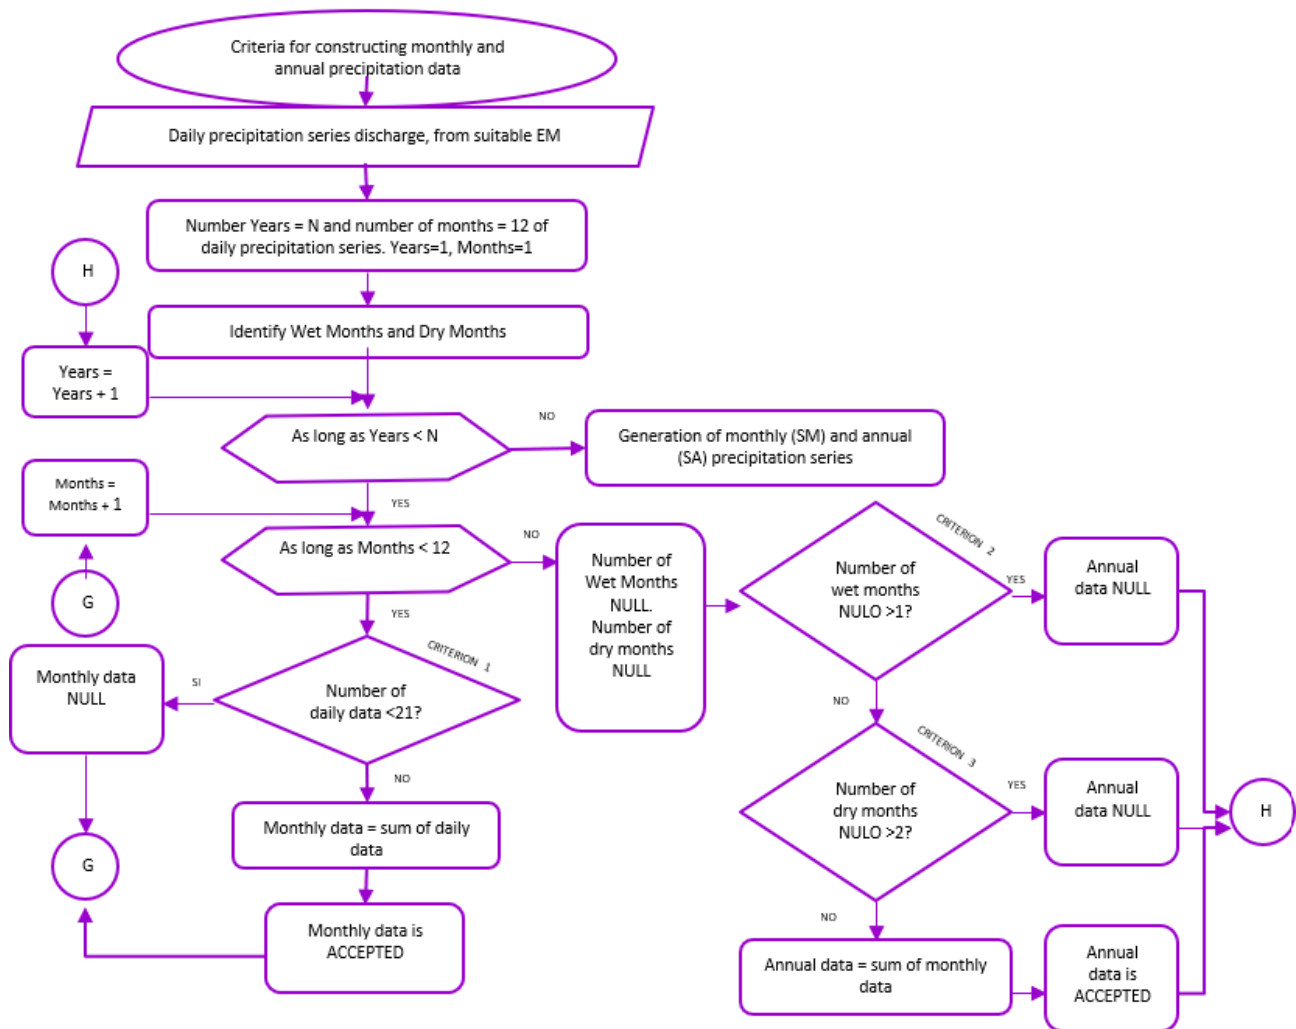 Criteria for constructing monthly and
annual precipitation data
Daily precipitation series discharge, from suitable EM
Number Years = N and number of months = 12 of
daily precipitation series. Years=1, Months=1
H
Identify Wet Months and Dry Months
Years =
Years + 1
As long as Years < N
NO
Generation of monthly (SM) and annual
(SA) precipitation series
Months =
Months + 1
YES
As long as Months < 12
NO
Number of
Wet Months
NULL.
Number of
dry months
NULL
CRITERION 2
Number of
wet months
NULO >1?
YES
Annual
data NULL
G
YES
CRITERION 1
Monthly data
NULL
SI
Number of
daily data <21?
NO
CRITERION 3
Number of
dry months
NULO >2?
YES
Annual
data NULL
H
NO
Monthly data = sum of daily
data
G
Monthly data is
ACCEPTED
NO
Annual data = sum of monthly
data
Annual
data is
ACCEPTED